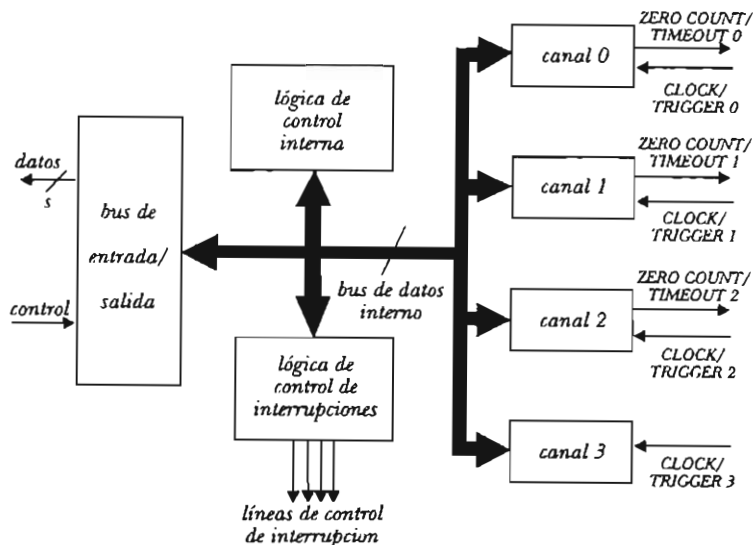 datos
s
control
bus de
entrada/
salida
lógica de
control
interna
bus de datos
interno
lógica de
control de
interrupciones
líneas de control
de interrupcium
canal 0
ZERO COUNT/
TIMEOUT 0
CLOCK/
TRIGGER 0
canal 1
ZERO COUNT/
TIMEOUT 1
CLOCK/
TRIGGER 1
canal 2
ZERO COUNT/
TIMEOUT 2
CLOCK/
TRIGGER 2
canal 3
CLOCK/
TRIGGER 3